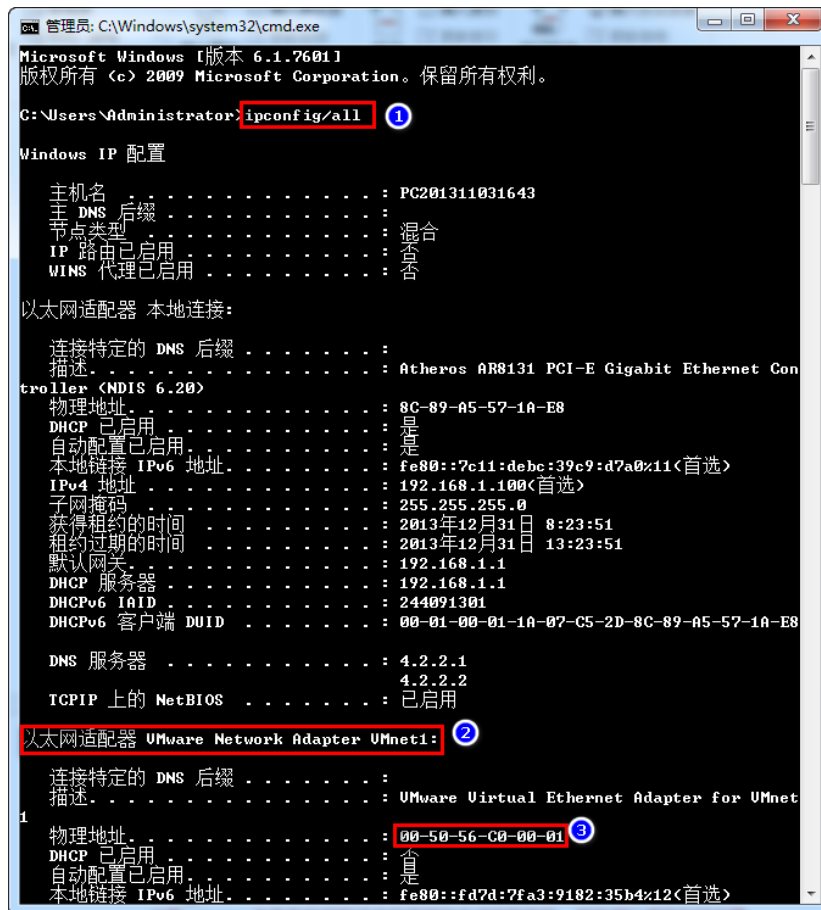 管理员: C:\Windows\system32\cmd.exe
Microsoft Windows [版本 6.1.7601]
版权所有 (c) 2009 Microsoft Corporation。保留所有权利。
C:\Users\Administrator>ipconfig/all 1
Windows IP 配置
主机名 . . . . . . . . . . . . . : PC201311031643
主 DNS 后缀 . . . . . . . . . . . :
节点类型 . . . . . . . . . . . . : 混合
IP 路由已启用 . . . . . . . . . . : 否
WINS 代理已启用 . . . . . . . . . : 否
以太网适配器 本地连接:
连接特定的 DNS 后缀 . . . . . . . :
描述. . . . . . . . . . . . . . . : Atheros AR8131 PCI-E Gigabit Ethernet Con
troller (NDIS 6.20)
物理地址. . . . . . . . . . . . . : 8C-89-A5-57-1A-E8
DHCP 已启用 . . . . . . . . . . . : 是
自动配置已启用. . . . . . . . . . : 是
本地链接 IPv6 地址. . . . . . . . : fe80::7c11:debc:39c9:d7a0%11(首选)
IPv4 地址 . . . . . . . . . . . . : 192.168.1.100(首选)
子网掩码 . . . . . . . . . . . . : 255.255.255.0
获得租约的时间 . . . . . . . . . : 2013年12月31日 8:23:51
租约过期的时间 . . . . . . . . . : 2013年12月31日 13:23:51
默认网关. . . . . . . . . . . . . : 192.168.1.1
DHCP 服务器 . . . . . . . . . . . : 192.168.1.1
DHCPv6 IAID . . . . . . . . . . . : 244091301
DHCPv6 客户端 DUID . . . . . . . : 00-01-00-01-1A-07-C5-2D-8C-89-A5-57-1A-E8
DNS 服务器 . . . . . . . . . . . : 4.2.2.1
4.2.2.2
TCPIP 上的 NetBIOS . . . . . . . : 已启用
以太网适配器 VMware Network Adapter VMnet1: 2
连接特定的 DNS 后缀 . . . . . . . :
描述. . . . . . . . . . . . . . . : VMware Virtual Ethernet Adapter for VMnet
1
物理地址. . . . . . . . . . . . . : 00-50-56-C0-00-01 3
DHCP 已启用 . . . . . . . . . . . : 否
自动配置已启用. . . . . . . . . . : 是
本地链接 IPv6 地址. . . . . . . . : fe80::fd7d:7fa3:9182:35b4%12(首选)